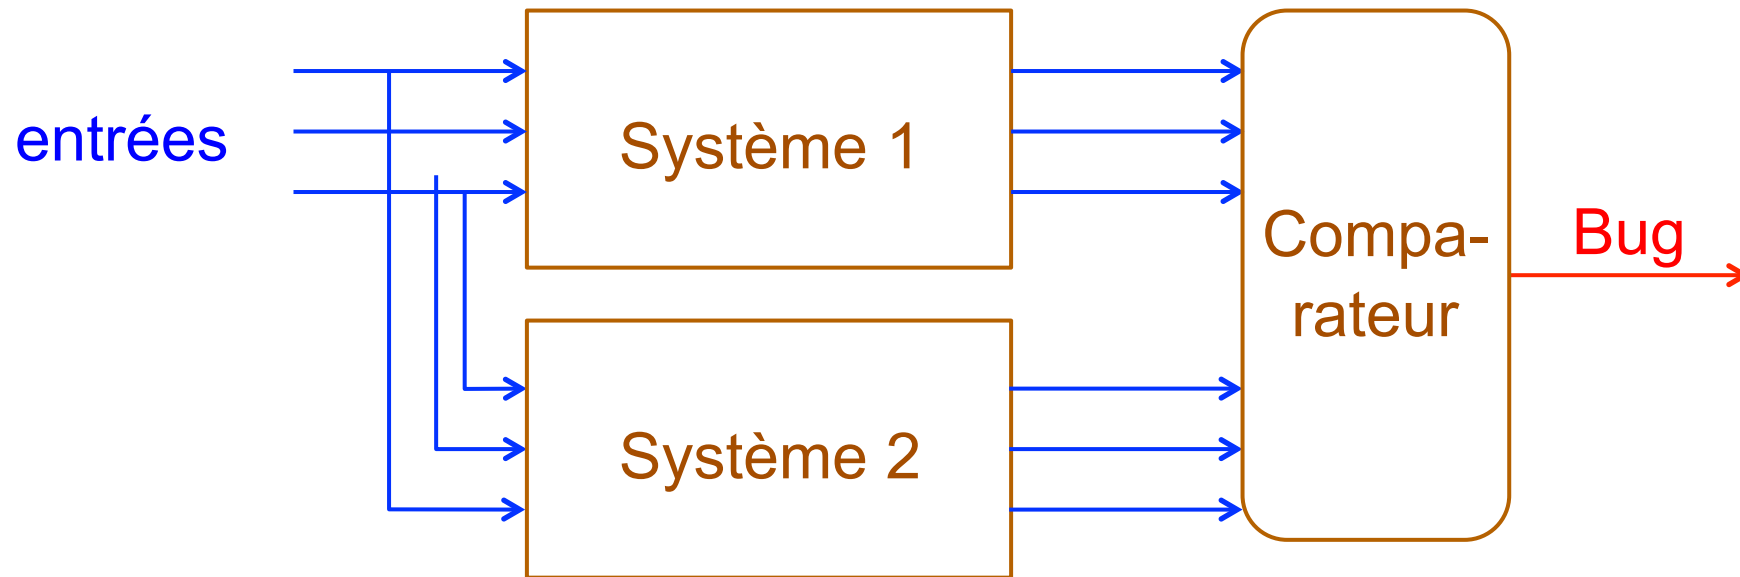 entrées
Système 1
Système 2
Compa-
rateur
Bug